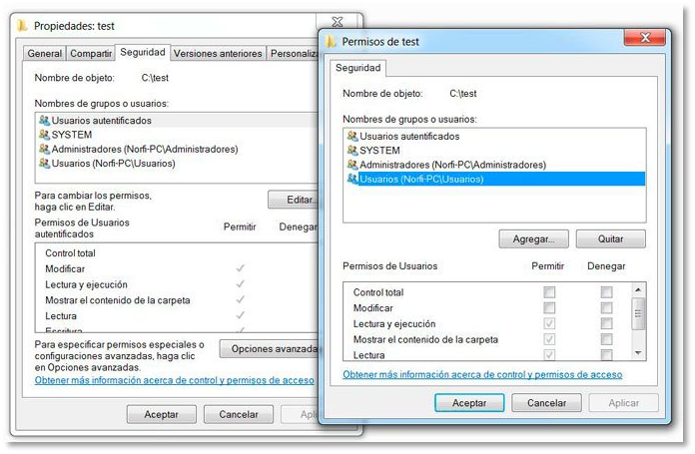 Propiedades: test
General
Compartir
Seguridad
Versiones anteriores
Personaliza
Nombre de objeto: C:\test
Nombres de grupos o usuarios:
Usuarios autentificados
SYSTEM
Administradores (Norfi-PC\Administradores)
Usuarios (Norfi-PC\Usuarios)
Para cambiar los permisos,
haga clic en Editar.
Editar...
Permisos de Usuarios
autentificados
Permitir
Denegar
Control total
Modificar
Lectura y ejecución
Mostrar el contenido de la carpeta
Lectura
Escritura
Para especificar permisos especiales o
configuraciones avanzadas, haga clic
en Opciones avanzadas.
Opciones avanzada
Obtener más información acerca de control y permisos de acceso
Aceptar
Cancelar
Apli
Permisos de test
Seguridad
Nombre de objeto: C:\test
Nombres de grupos o usuarios:
Usuarios autentificados
SYSTEM
Administradores (Norfi-PC\Administradores)
Usuarios (Norfi-PC\Usuarios)
Agregar...
Quitar
Permisos de Usuarios
Permitir
Denegar
Control total
Modificar
Lectura y ejecución
Mostrar el contenido de la carpeta
Lectura
Obtener más información acerca de control y permisos de acceso
Aceptar
Cancelar
Aplicar